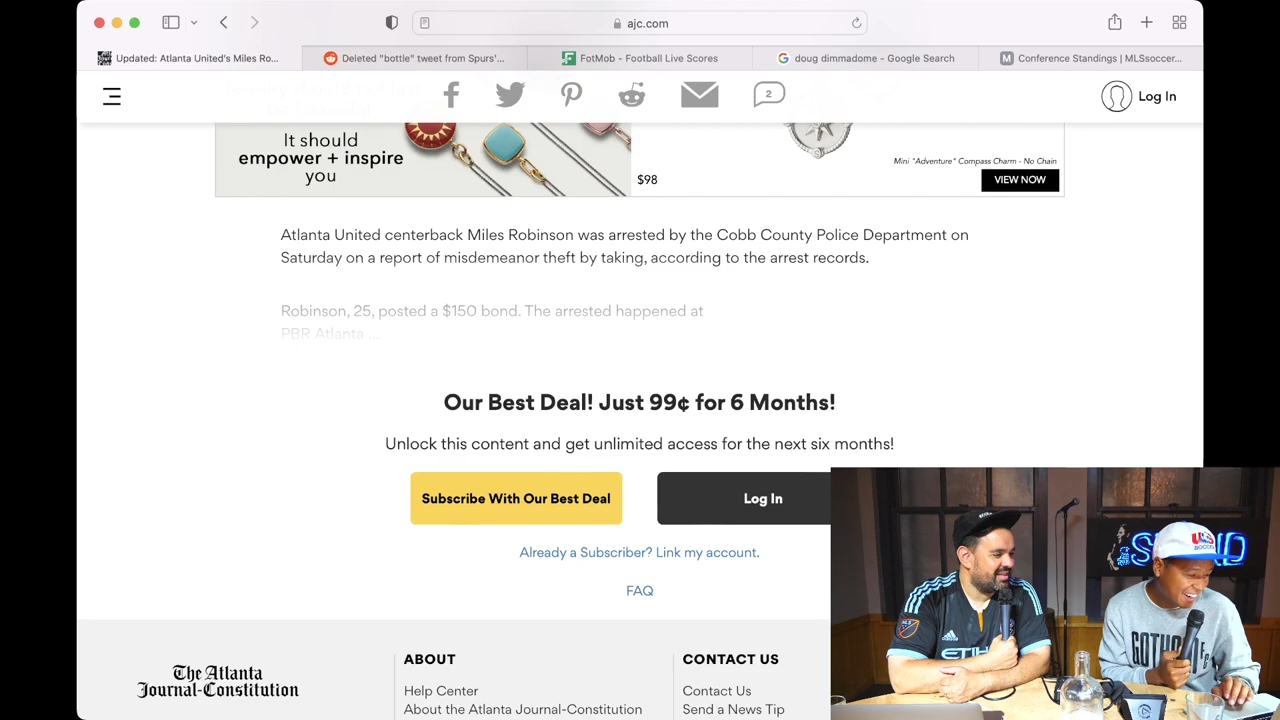 ajc.com
Updated: Atlanta United's Miles Ro...
Deleted "bottle" tweet from Spurs'...
FotMob - Football Live Scores
doug dimmadome - Google Search
Conference Standings | MLSsoccer...
2
Log In
It should
empower + inspire
you
$98
Mini "Adventure" Compass Charm - No Chain
VIEW NOW
Atlanta United centerback Miles Robinson was arrested by the Cobb County Police Department on
Saturday on a report of misdemeanor theft by taking, according to the arrest records.
Robinson, 25, posted a $150 bond. The arrested happened at
PBR Atlanta ...
Our Best Deal! Just 99¢ for 6 Months!
Unlock this content and get unlimited access for the next six months!
Subscribe With Our Best Deal
Log In
Already a Subscriber? Link my account.
FAQ
The Atlanta
Journal-Constitution
ABOUT
Help Center
About the Atlanta Journal-Constitution
CONTACT US
Contact Us
Send a News Tip